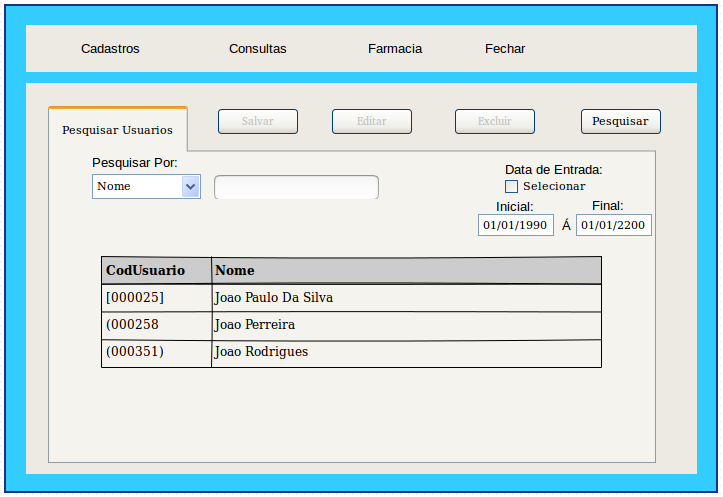 Cadastros Consultas Farmacia Fechar
Pesquisar Usuarios Salvar Editar Excluir Pesquisar
Pesquisar Por:
Data de Entrada:
Nome
Selecionar
Inicial: Final:
01/01/1990 Á 01/01/2200
CodUsuario Nome
[000025] Joao Paulo Da Silva
(000258 Joao Perreira
(000351) Joao Rodrigues